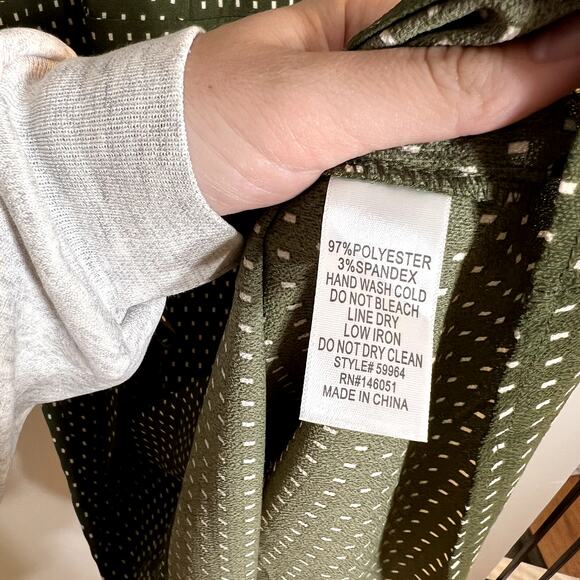 97%POLYESTER
3%SPANDEX
HAND WASH COLD
DO NOT BLEACH
LINE DRY
LOW IRON
DO NOT DRY CLEAN
STYLE# 59964
RN#146051
MADE IN CHINA